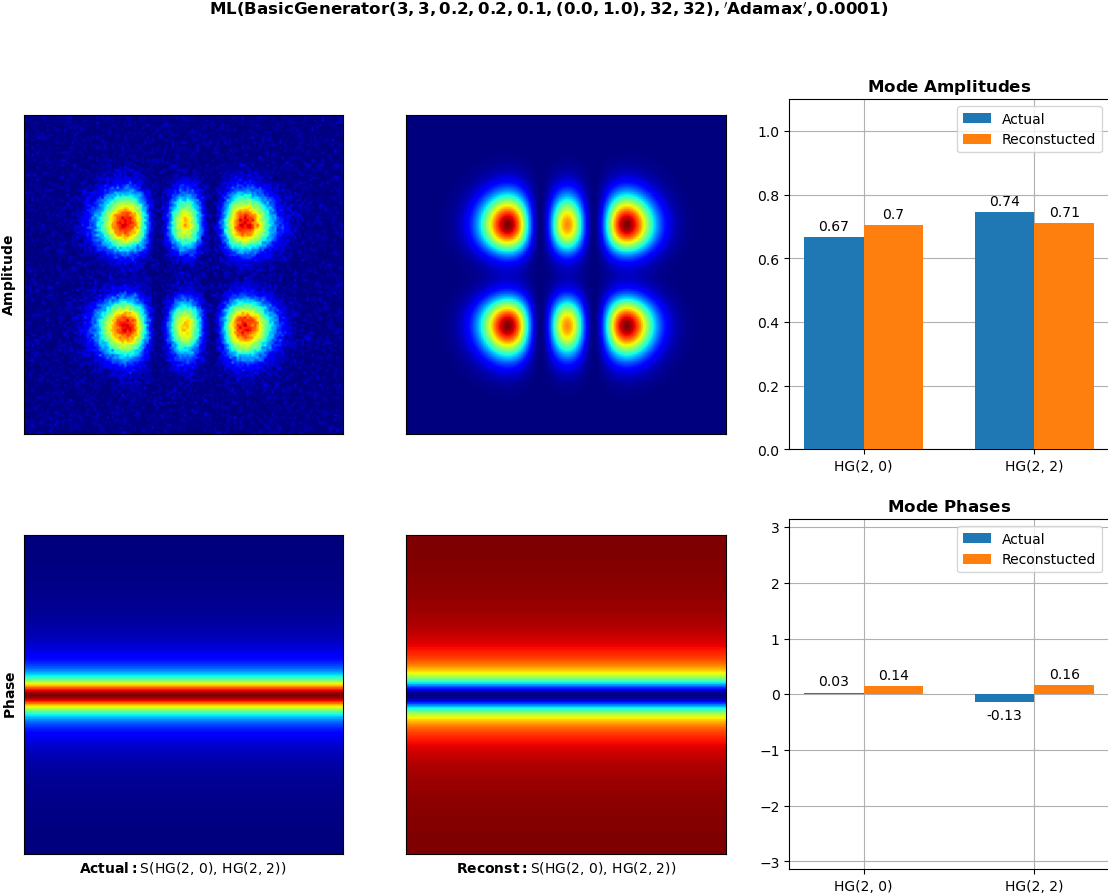 ML(BasicGenerator(3, 3, 0.2, 0.2, 0.1, (0.0, 1.0), 32, 32), ′Adamax′, 0.0001)
Amplitude
Mode Amplitudes
Actual
Reconstucted
1.0
0.8
0.6
0.4
0.2
0.0
0.67
0.7
0.74
0.71
HG(2, 0)
HG(2, 2)
Phase
Actual: S(HG(2, 0), HG(2, 2))
Reconst: S(HG(2, 0), HG(2, 2))
Mode Phases
Actual
Reconstucted
3
2
1
0
−1
−2
−3
0.03
0.14
-0.13
0.16
HG(2, 0)
HG(2, 2)